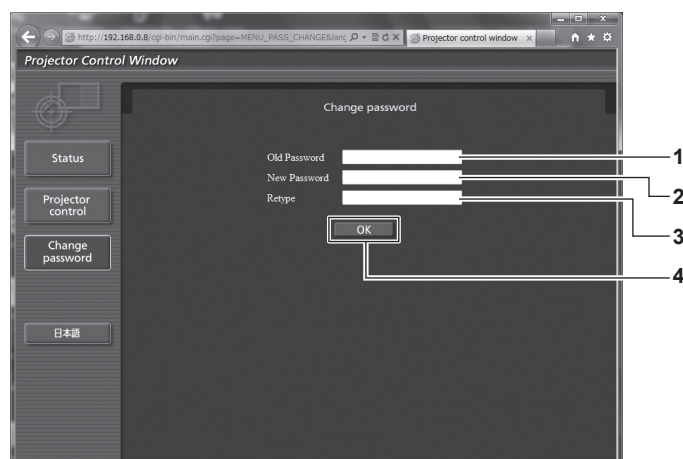 http://192.168.0.8/cgi-bin/main.cgi?page=MENU_PASS_CHANGE&lang
Projector control window
Projector Control Window
Change password
Status
Old Password
1
New Password
2
Projector
control
Retype
3
OK
Change
password
4
日本語